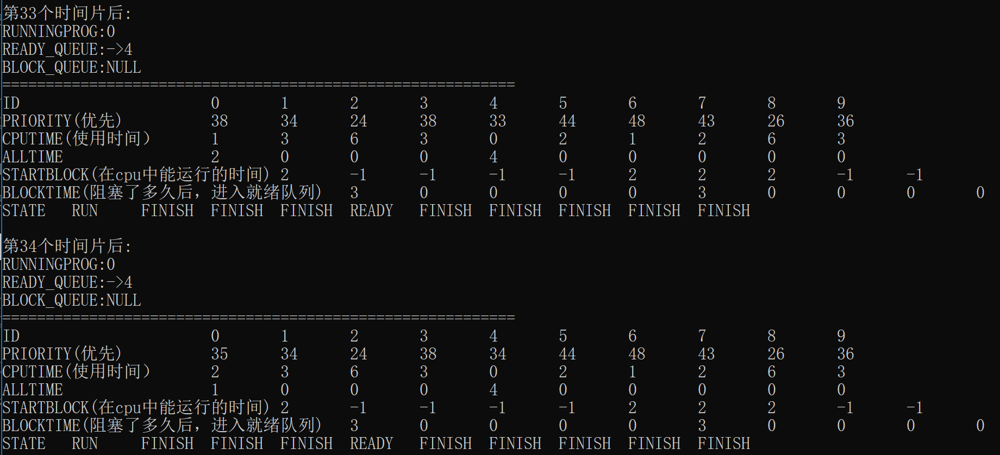 第33个时间片后:
RUNNINGPROG:0
READY_QUEUE:->4
BLOCK_QUEUE:NULL
===========================================================
ID 0 1 2 3 4 5 6 7 8 9
PRIORITY(优先) 38 34 24 38 33 44 48 43 26 36
CPUTIME(使用时间） 1 3 6 3 0 2 1 2 6 3
ALLTIME 2 0 0 0 4 0 0 0 0 0
STARTBLOCK(在cpu中能运行的时间) 2 -1 -1 -1 -1 2 2 2 -1 -1
BLOCKTIME(阻塞了多久后，进入就绪队列) 3 0 0 0 0 3 0 0 0 0
STATE RUN FINISH FINISH FINISH READY FINISH FINISH FINISH FINISH FINISH
第34个时间片后:
RUNNINGPROG:0
READY_QUEUE:->4
BLOCK_QUEUE:NULL
===========================================================
ID 0 1 2 3 4 5 6 7 8 9
PRIORITY(优先) 35 34 24 38 34 44 48 43 26 36
CPUTIME(使用时间） 2 3 6 3 0 2 1 2 6 3
ALLTIME 1 0 0 0 4 0 0 0 0 0
STARTBLOCK(在cpu中能运行的时间) 2 -1 -1 -1 -1 2 2 2 -1 -1
BLOCKTIME(阻塞了多久后，进入就绪队列) 3 0 0 0 0 3 0 0 0 0
STATE RUN FINISH FINISH FINISH READY FINISH FINISH FINISH FINISH FINISH